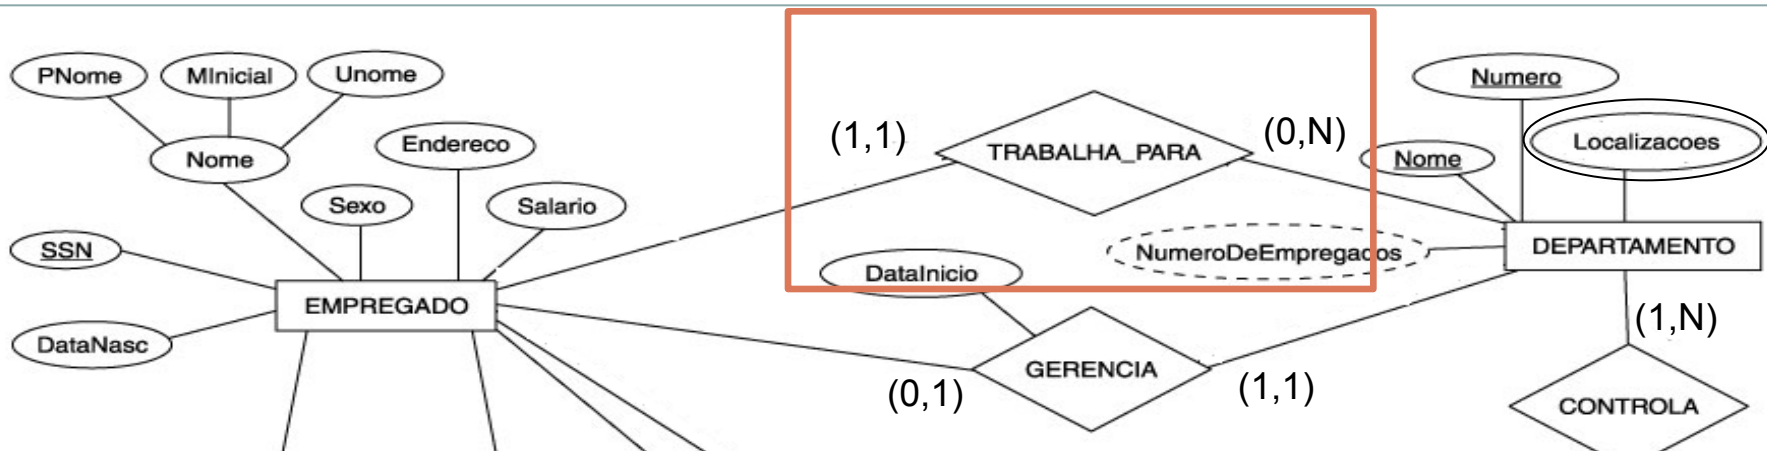 PNome
MInicial
Unome
Nome
Endereco
Sexo
Salario
SSN
EMPREGADO
DataNasc
(1,1)
TRABALHA_PARA
(0,N)
Numero
Localizacoes
Nome
NumeroDeEmpregados
DEPARTAMENTO
DataInicio
(0,1)
GERENCIA
(1,1)
(1,N)
CONTROLA